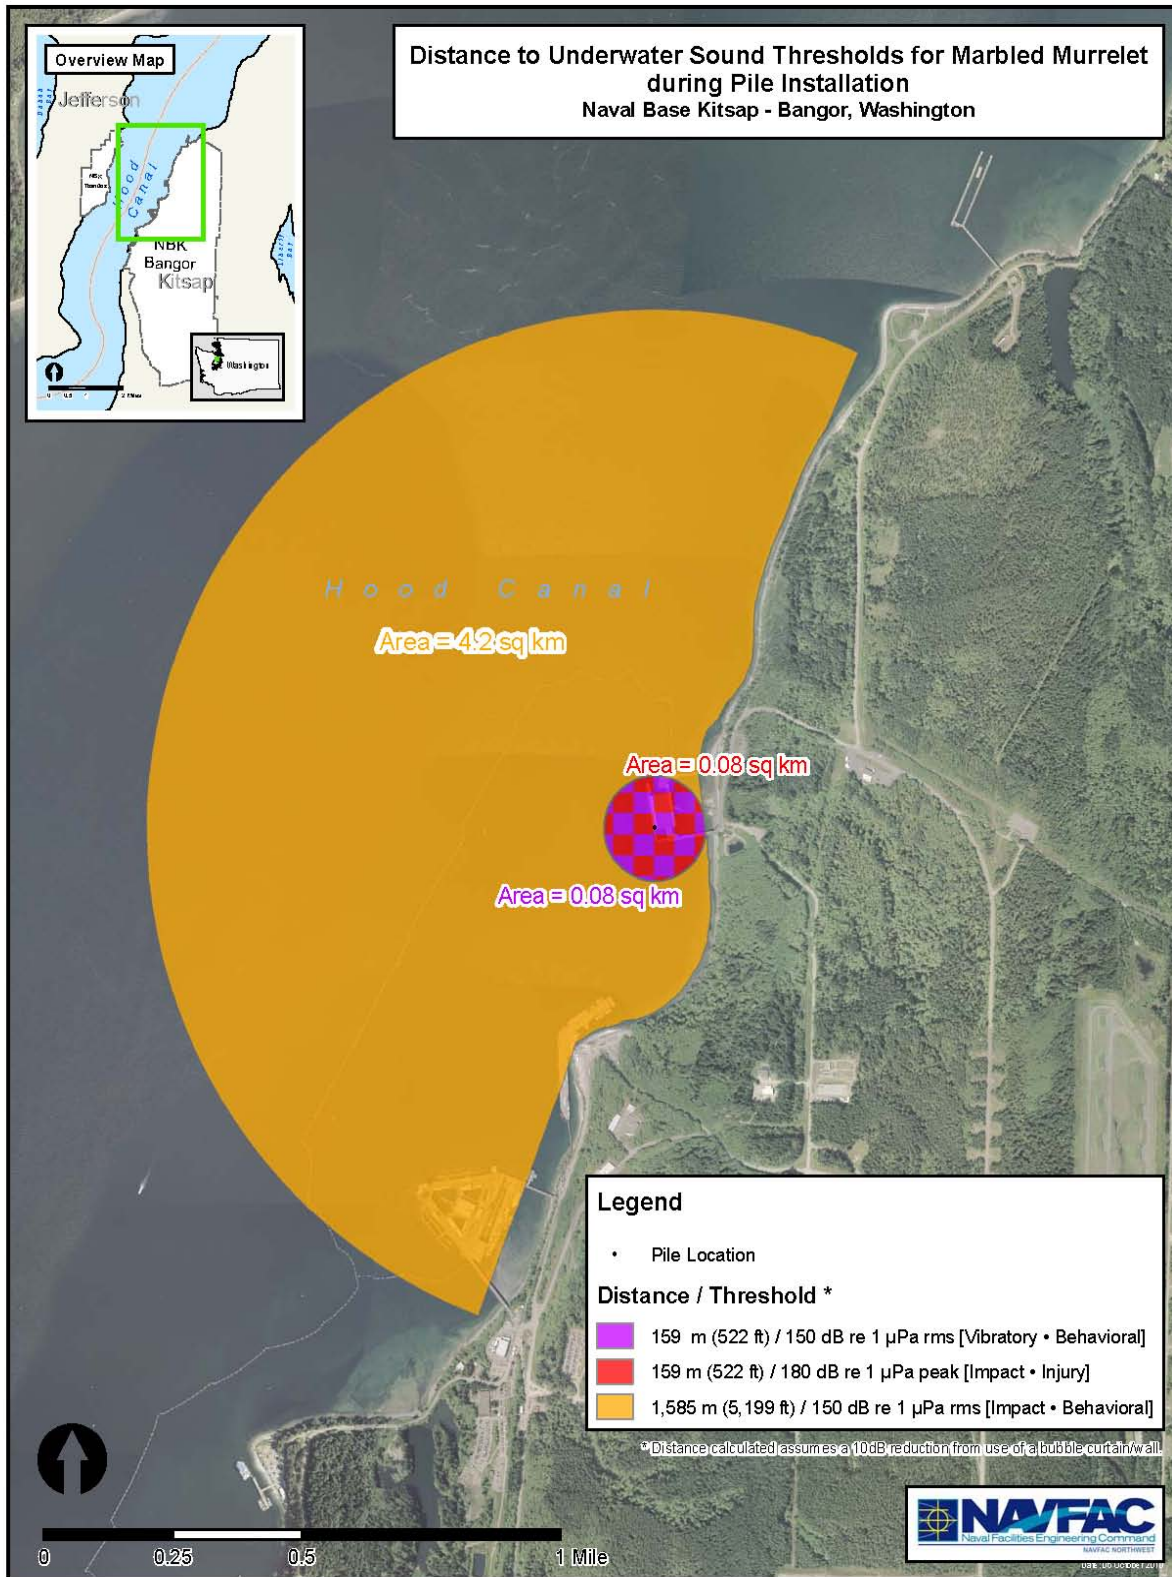 Overview Map
Jefferson
Hood
Canal
NBK
Bangor
Kitsap
Washington
Distance to Underwater Sound Thresholds for Marbled Murrelet
during Pile Installation
Naval Base Kitsap - Bangor, Washington
Hood Canal
Area = 4.2 sq km
Area = 0.08 sq km
Area = 0.08 sq km
Legend
• Pile Location
Distance / Threshold *
159 m (522 ft) / 150 dB re 1 µPa rms [Vibratory • Behavioral]
159 m (522 ft) / 180 dB re 1 µPa peak [Impact • Injury]
1,585 m (5,199 ft) / 150 dB re 1 µPa rms [Impact • Behavioral]
* Distance calculated assumes a 10dB reduction from use of a bubble curtain/wall.
0 0.25 0.5 1 Mile
NAVFAC
Naval Facilities Engineering Command
NAVFAC NORTHWEST